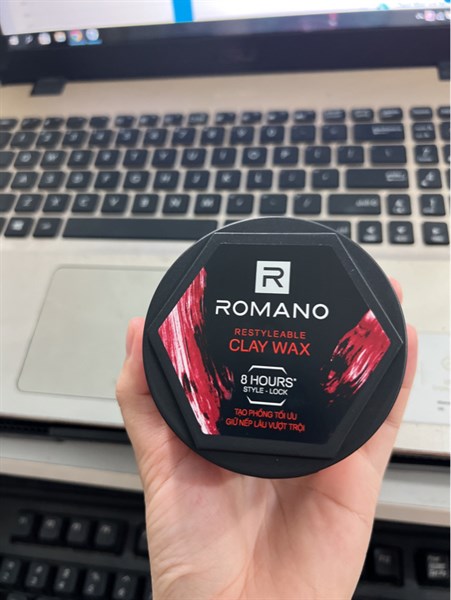 R
ROMANO
RESTYLEABLE
CLAY WAX
8 HOURS*
STYLE - LOCK
TẠO PHỒNG TỐI ƯU
GIỮ NẾP LÂU VƯỢT TRỘI